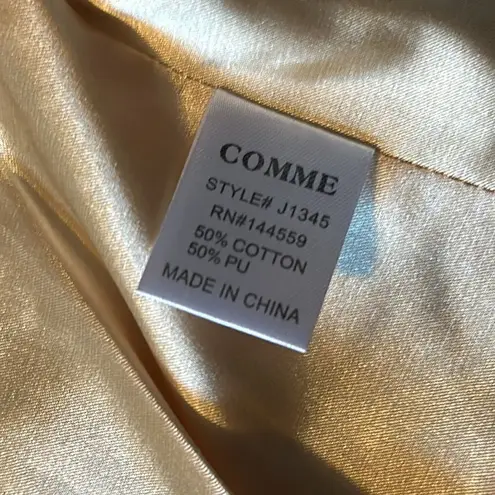 COMME
STYLE# J1345
RN#144559
50% COTTON
50% PU
MADE IN CHINA